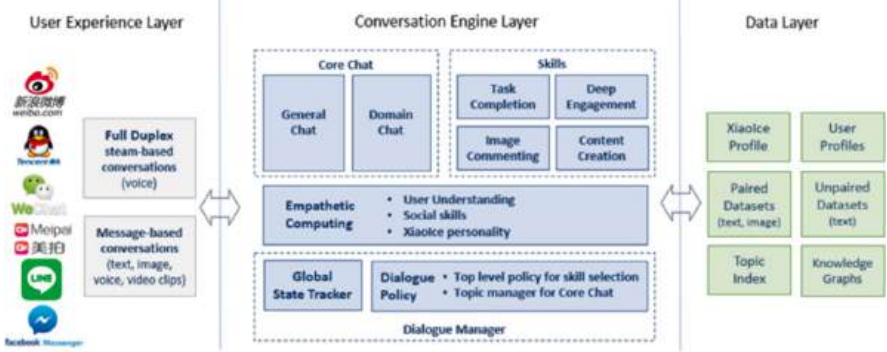 User Experience Layer
Conversation Engine Layer
Data Layer
新浪微博
weibo.com
Tencent
WeChat
Meipai
美拍
LINE
facebook Messenger
Full Duplex
steam-based
conversations
(voice)
Message-based
conversations
(text, image,
voice, video clips)
Core Chat
General
Chat
Domain
Chat
Skills
Task
Completion
Deep
Engagement
Image
Commenting
Content
Creation
Empathetic
Computing
• User Understanding
• Social skills
• XiaoIce personality
Global
State Tracker
Dialogue
Policy
• Top level policy for skill selection
• Topic manager for Core Chat
Dialogue Manager
XiaoIce
Profile
User
Profiles
Paired
Datasets
(text, image)
Unpaired
Datasets
(text)
Topic
Index
Knowledge
Graphs